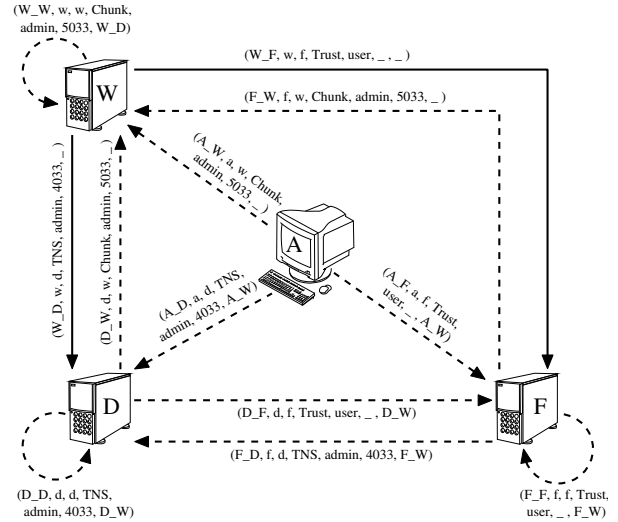 (W_W, w, w, Chunk,
admin, 5033, W_D)
W
(W_F, w, f, Trust, user, _ , _ )
(F_W, f, w, Chunk, admin, 5033, _ )
(A_W, a, w, Chunk,
admin, 5033, _ )
(W_D, w, d, TNS, admin, 4033, _ )
(D_W, d, w, Chunk, admin, 5033, _ )
A
(A_D, a, d, TNS,
admin, 4033, A_W)
(A_F, a, f, Trust,
user, _ , A_W)
D
F
(D_F, d, f, Trust, user, _ , D_W)
(F_D, f, d, TNS, admin, 4033, F_W)
(D_D, d, d, TNS,
admin, 4033, D_W)
(F_F, f, f, Trust,
user, _ , F_W)